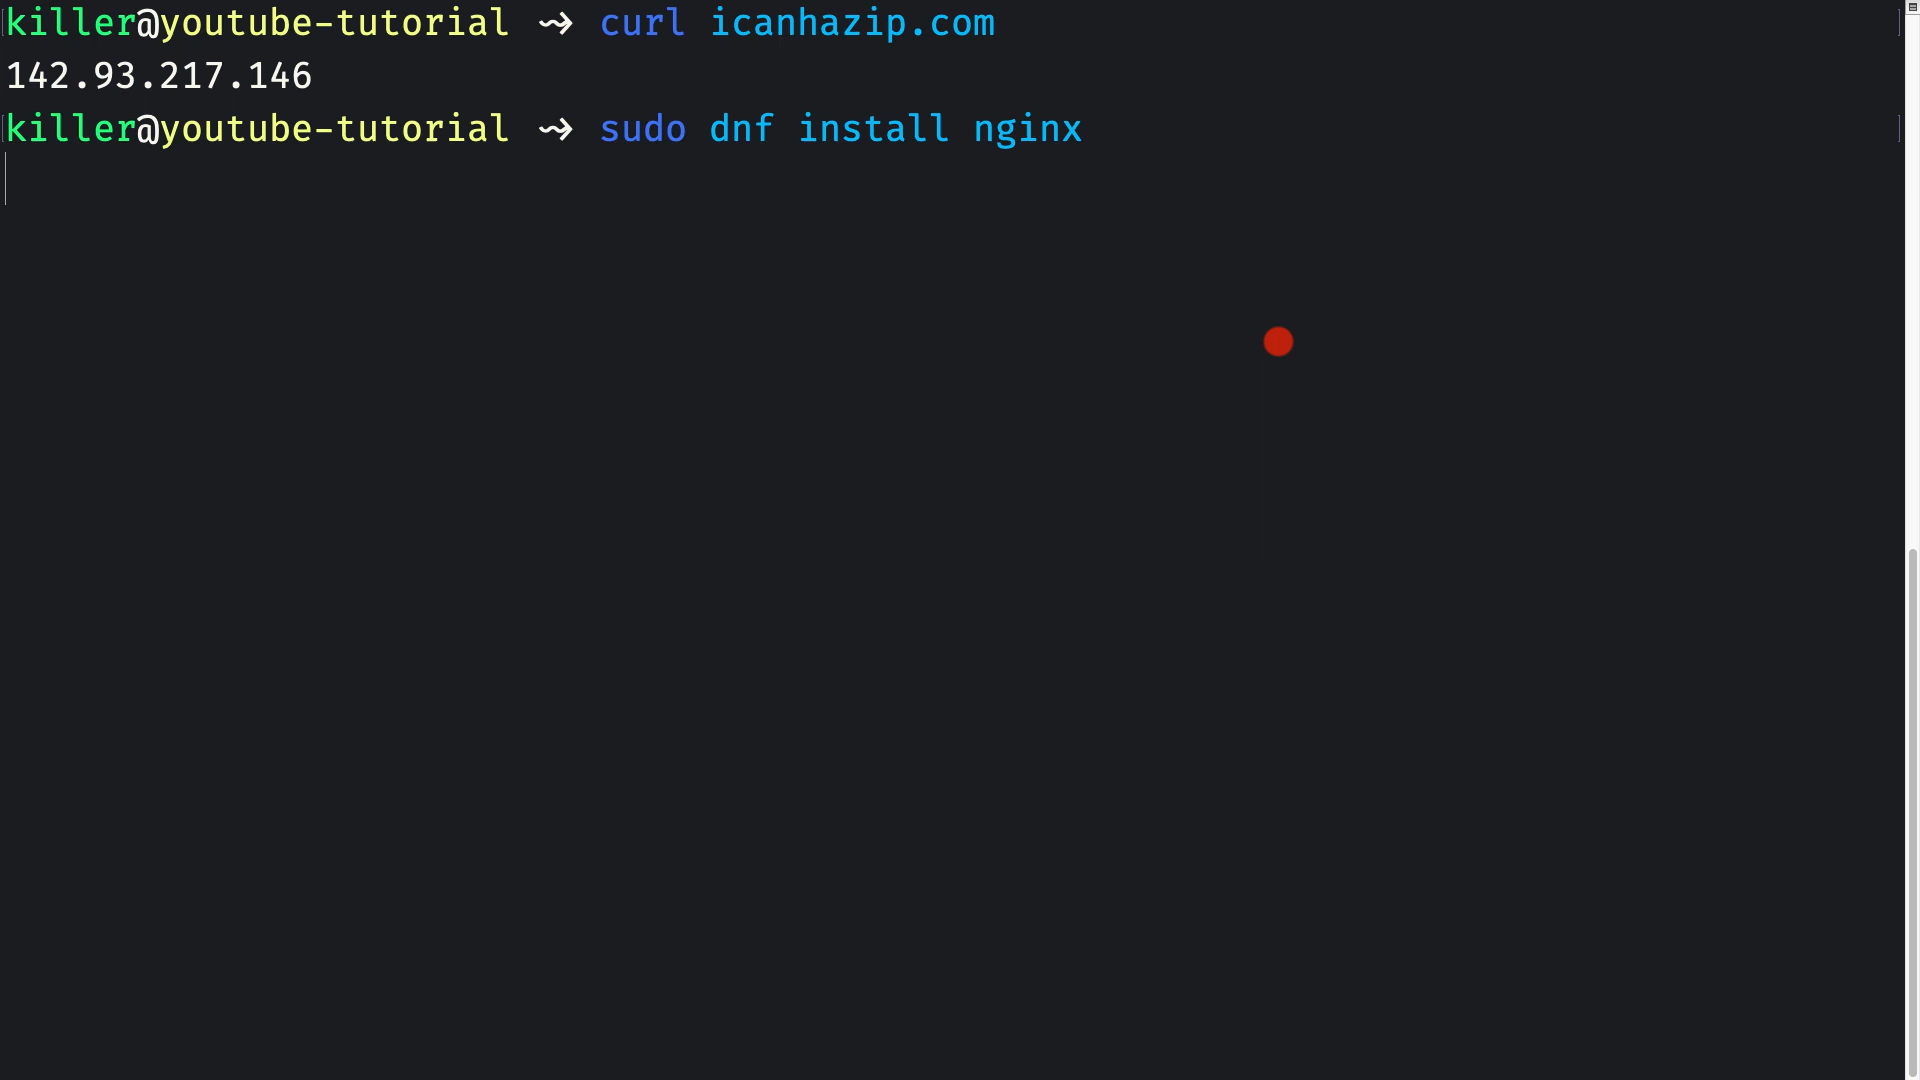 killer@youtube-tutorial ⤳ curl icanhazip.com
142.93.217.146
killer@youtube-tutorial ⤳ sudo dnf install nginx